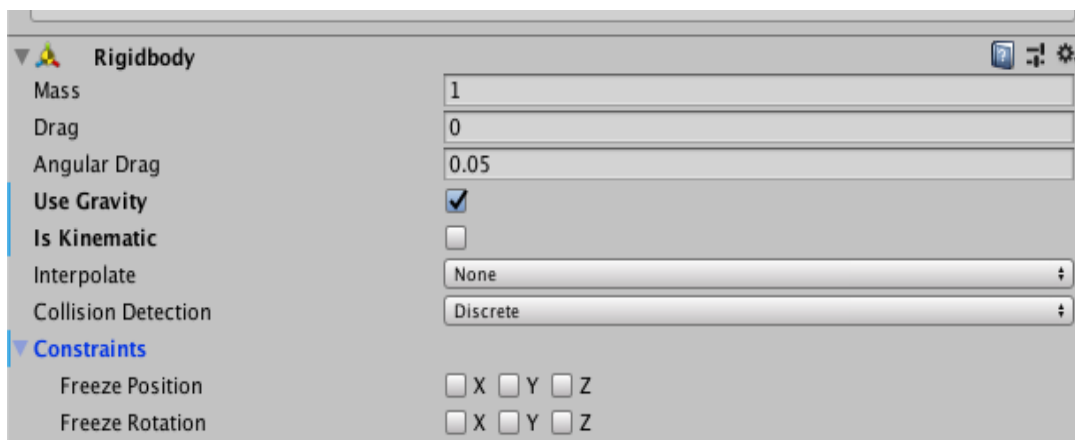 Rigidbody
Mass 1
Drag 0
Angular Drag 0.05
Use Gravity
Is Kinematic
Interpolate None
Collision Detection Discrete
Constraints
Freeze Position X Y Z
Freeze Rotation X Y Z